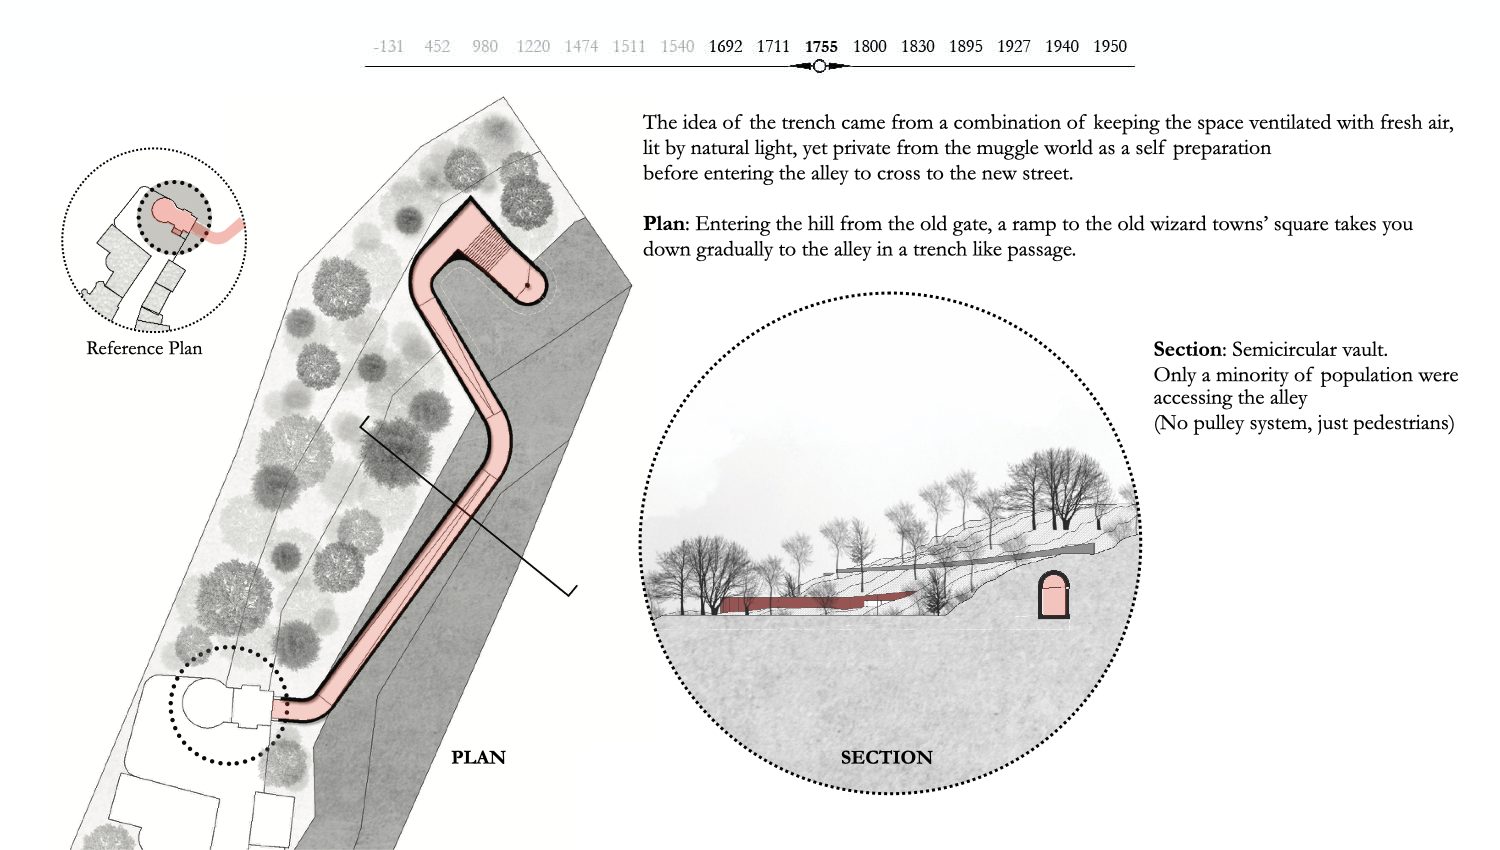 -131 452 980 1220 1474 1511 1540 1692 1711 1755 1800 1830 1895 1927 1940 1950
The idea of the trench came from a combination of keeping the space ventilated with fresh air,
lit by natural light, yet private from the muggle world as a self preparation
before entering the alley to cross to the new street.
Plan: Entering the hill from the old gate, a ramp to the old wizard towns’ square takes you
down gradually to the alley in a trench like passage.
Reference Plan
Section: Semicircular vault.
Only a minority of population were
accessing the alley
(No pulley system, just pedestrians)
PLAN
SECTION